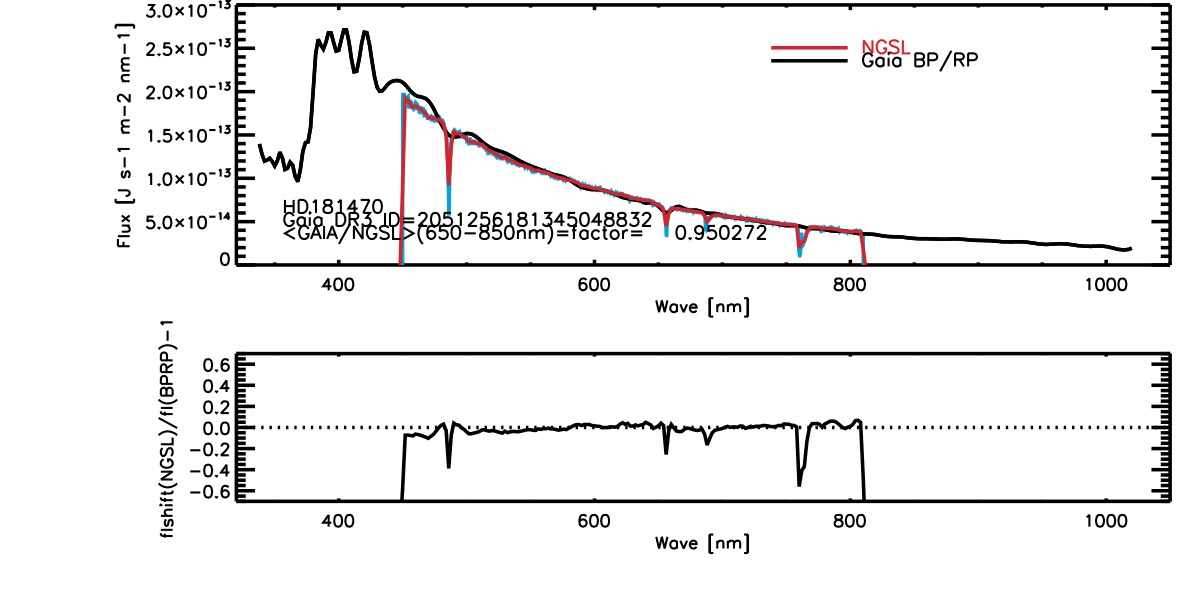 3.0×10−13
2.5×10−13
2.0×10−13
1.5×10−13
1.0×10−13
5.0×10−14
0
Flux [J s−1 m−2 nm−1]
NGSL
Gaia BP/RP
HD181470
Gaia DR3 ID=2051256181345048832
<GAIA/NGSL>(650−850nm)=factor= 0.950272
400 600 800 1000
Wave [nm]
flshift(NGSL)/fl(BPRP)−1
0.6
0.4
0.2
0.0
−0.2
−0.4
−0.6
400 600 800 1000
Wave [nm]